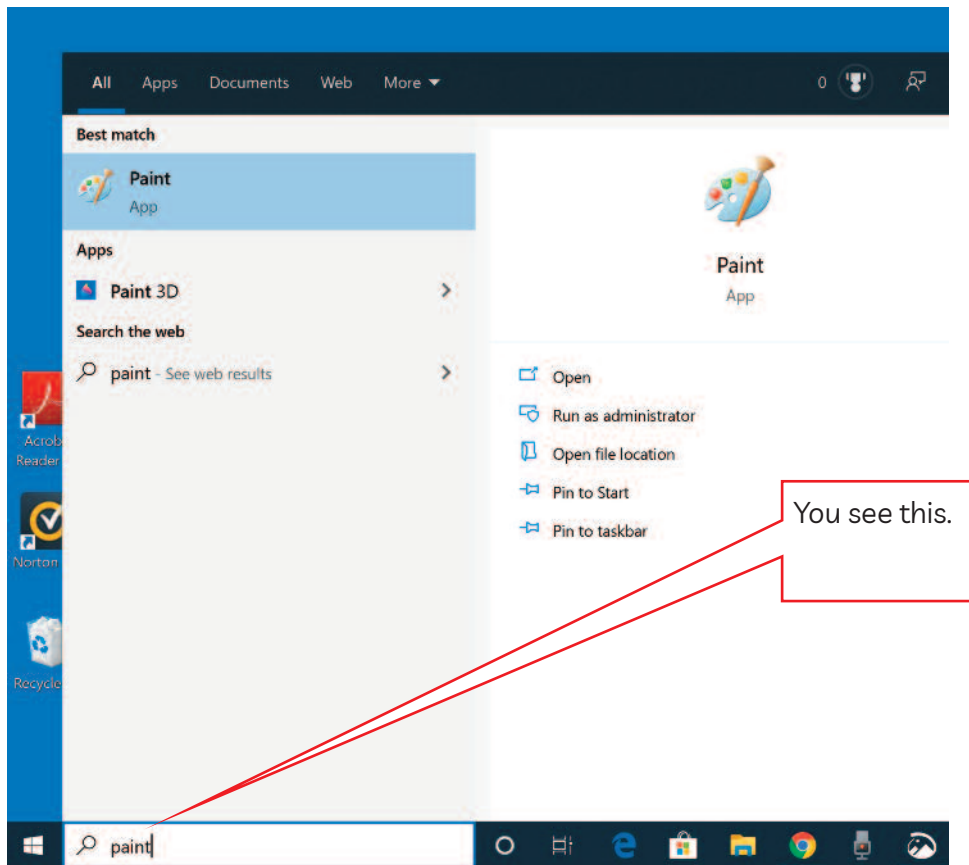 All Apps Documents Web More 0
Best match
Paint
App
Apps
Paint 3D
Search the web
paint - See web results
Paint
App
Open
Run as administrator
Open file location
Pin to Start
Pin to taskbar
You see this.
Acrob
Reader
Norton
Recycle
paint